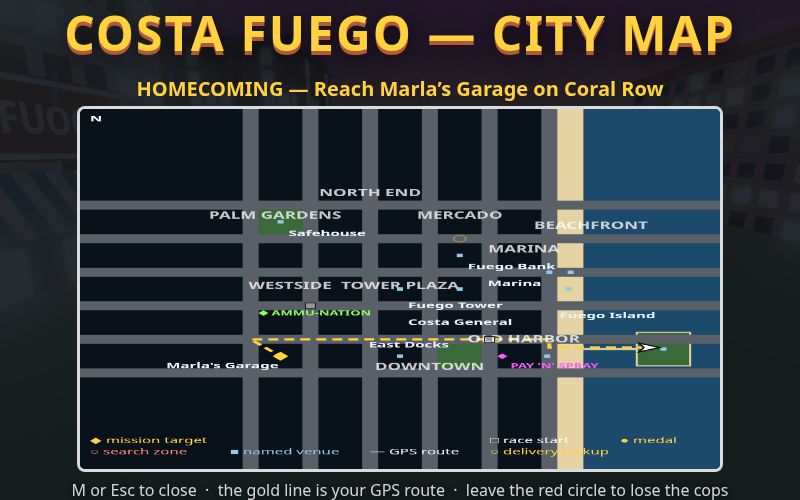 COSTA FUEGO — CITY MAP
HOMECOMING — Reach Marla’s Garage on Coral Row
FUO
N
NORTH END
PALM GARDENS
MERCADO
BEACHFRONT
Safehouse
MARINA
Fuego Bank
WESTSIDE
TOWER PLAZA
Marina
Fuego Tower
AMMU-NATION
Fuego Island
Costa General
OLD HARBOR
East Docks
Marla's Garage
DOWNTOWN
PAY 'N' SPRAY
mission target
race start
medal
search zone
named venue
GPS route
delivery pickup
M or Esc to close · the gold line is your GPS route · leave the red circle to lose the cops